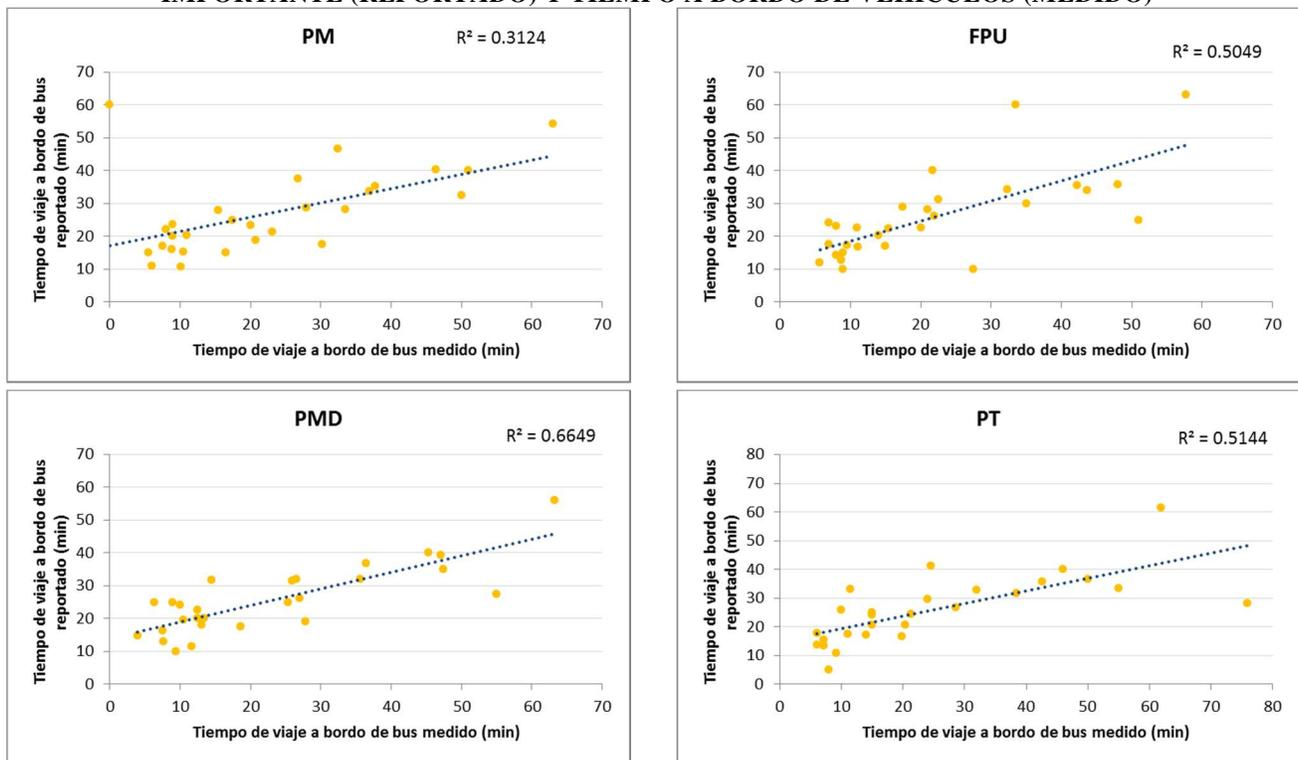 IMPORTANTE (REPORTADO) Y TIEMPO A BORDO DE VEHÍCULOS (MEDIDO)
PM
R² = 0.3124
Tiempo de viaje a bordo de bus
reportado (min)
70
60
50
40
30
20
10
0
0 10 20 30 40 50 60 70
Tiempo de viaje a bordo de bus medido (min)
FPU
R² = 0.5049
Tiempo de viaje a bordo de bus
reportado (min)
70
60
50
40
30
20
10
0
0 10 20 30 40 50 60 70
Tiempo de viaje a bordo de bus medido (min)
PMD
R² = 0.6649
Tiempo de viaje a bordo de bus
reportado (min)
70
60
50
40
30
20
10
0
0 10 20 30 40 50 60 70
Tiempo de viaje a bordo de bus medido (min)
PT
R² = 0.5144
Tiempo de viaje a bordo de bus
reportado (min)
80
70
60
50
40
30
20
10
0
0 10 20 30 40 50 60 70 80
Tiempo de viaje a bordo de bus medido (min)